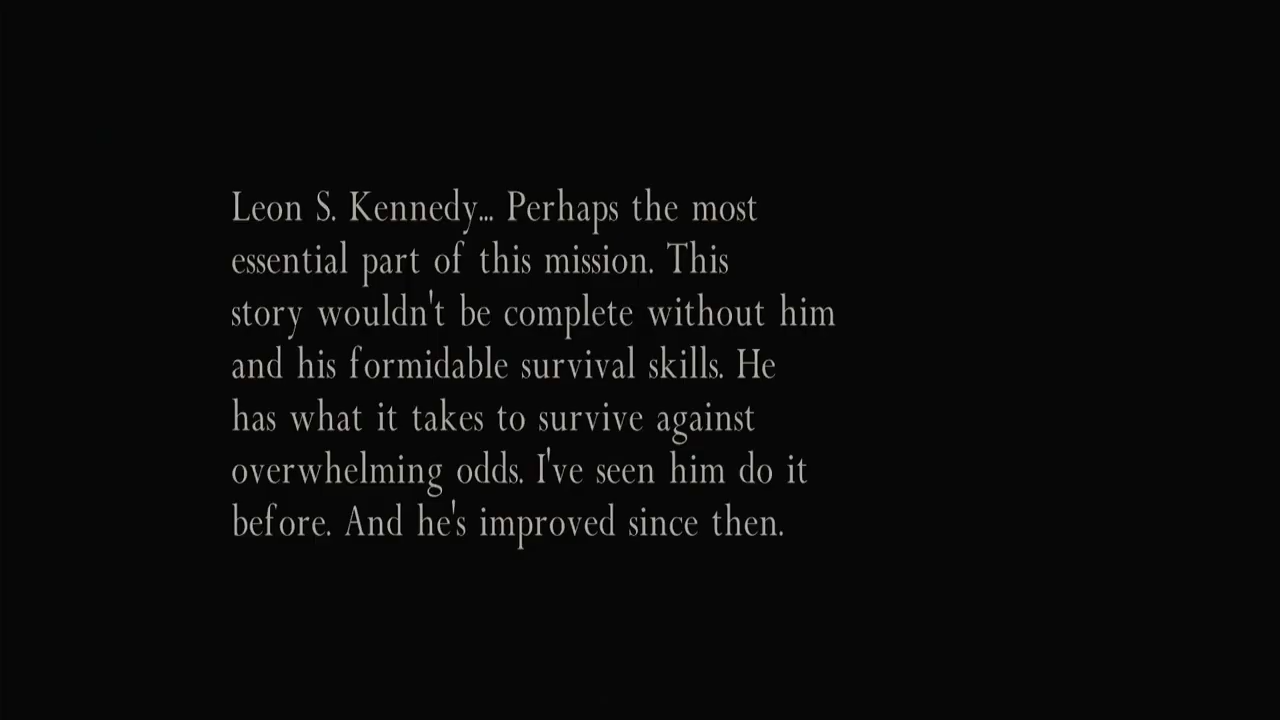 Leon S. Kennedy... Perhaps the most
essential part of this mission. This
story wouldn't be complete without him
and his formidable survival skills. He
has what it takes to survive against
overwhelming odds. I've seen him do it
before. And he's improved since then.